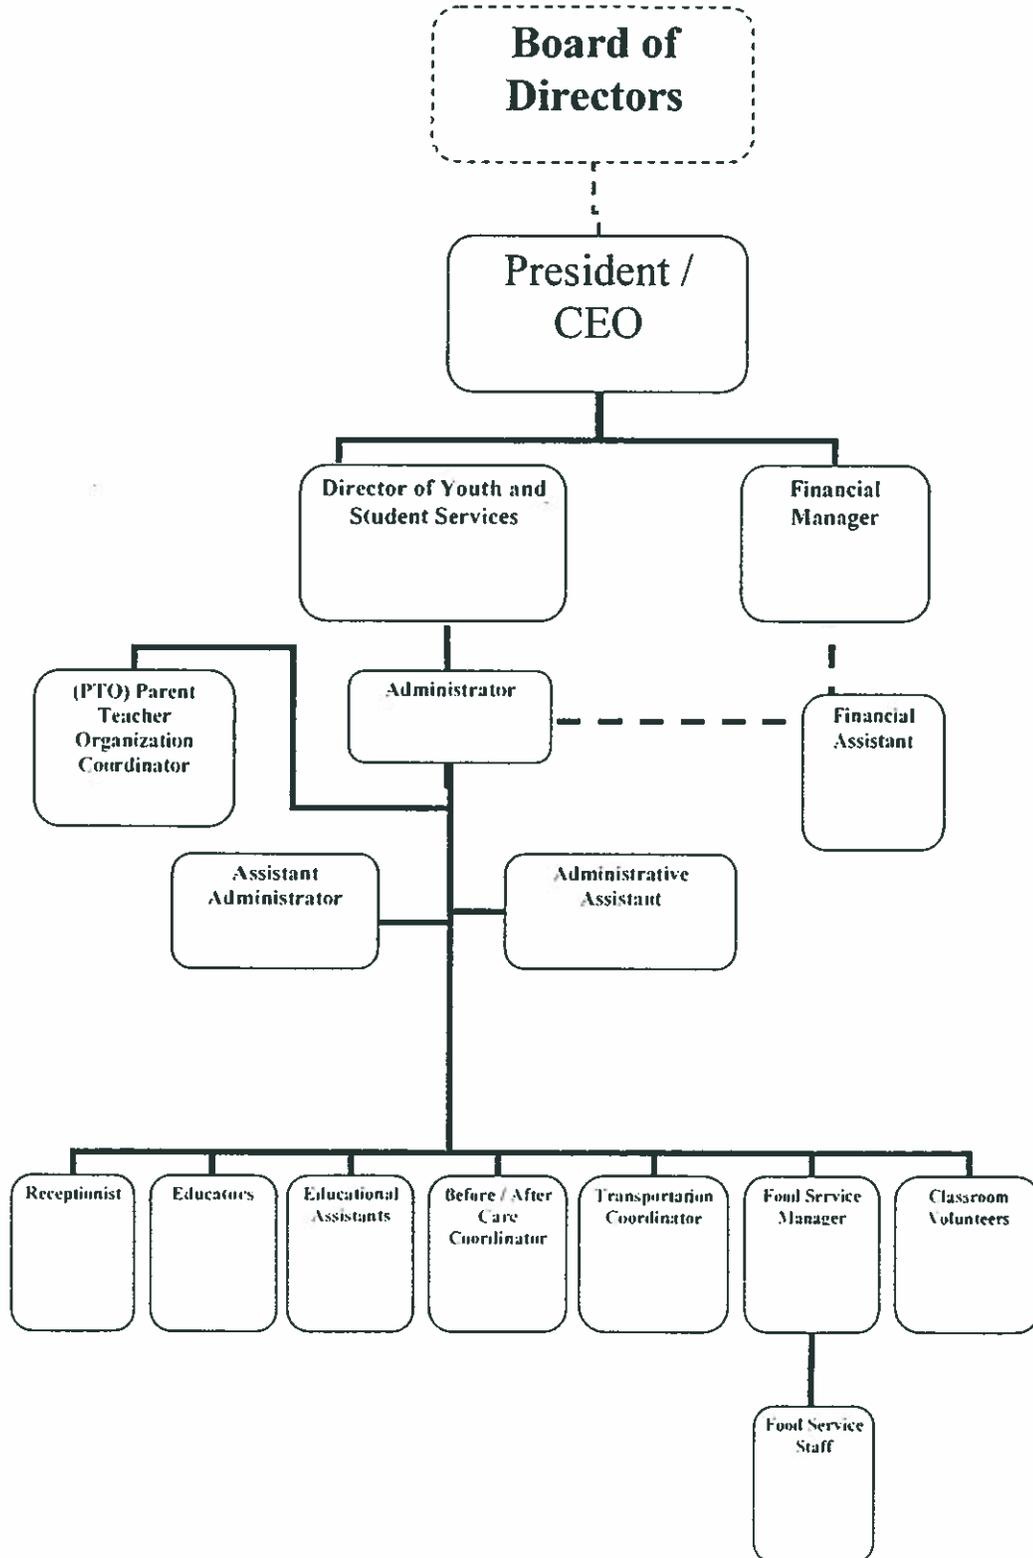 Board of
Directors
President /
CEO
Director of Youth and
Student Services
Financial
Manager
(PTO) Parent
Teacher
Organization
Coordinator
Administrator
Financial
Assistant
Assistant
Administrator
Administrative
Assistant
Receptionist
Educators
Educational
Assistants
Before / After
Care
Coordinator
Transportation
Coordinator
Food Service
Manager
Classroom
Volunteers
Food Service
Staff